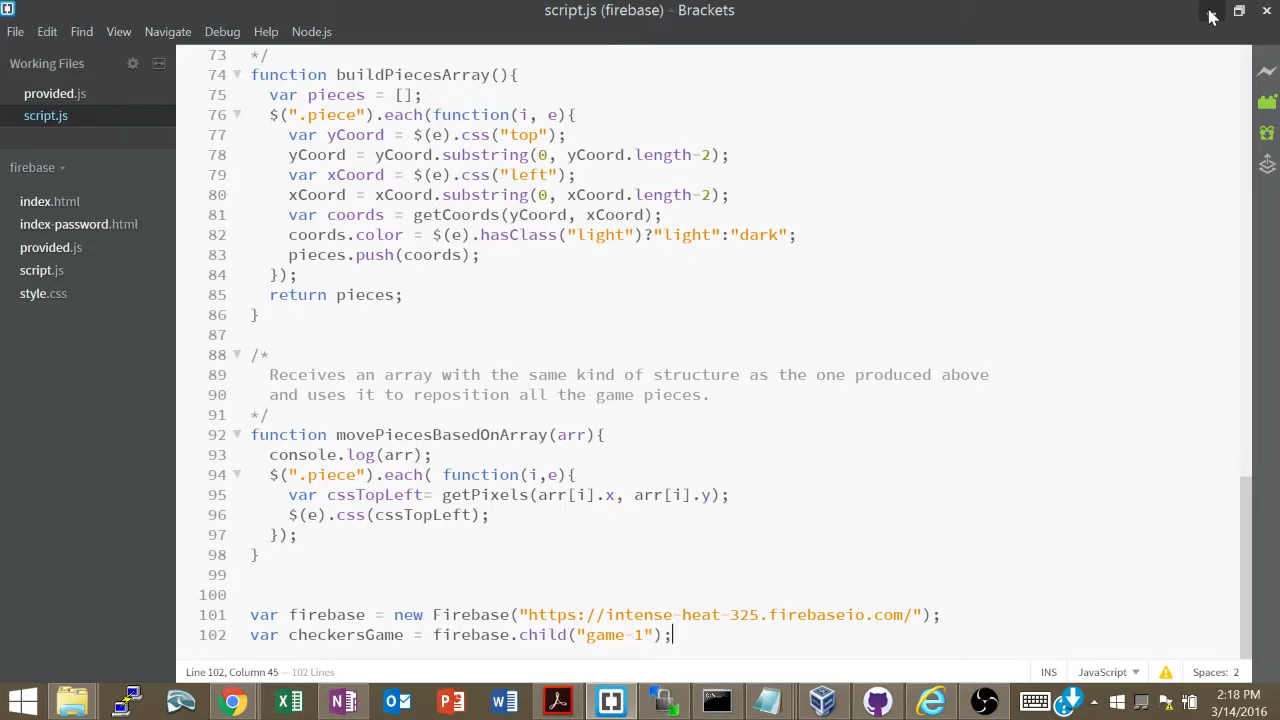 script.js (firebase) - Brackets
File Edit Find View Navigate Debug Help Node.js
Working Files
provided.js
script.js
firebase
index.html
index-password.html
provided.js
script.js
style.css
73 */
74 function buildPiecesArray(){
75 var pieces = [];
76 $(".piece").each(function(i, e){
77 var yCoord = $(e).css("top");
78 yCoord = yCoord.substring(0, yCoord.length-2);
79 var xCoord = $(e).css("left");
80 xCoord = xCoord.substring(0, xCoord.length-2);
81 var coords = getCoords(yCoord, xCoord);
82 coords.color = $(e).hasClass("light")?"light":"dark";
83 pieces.push(coords);
84 });
85 return pieces;
86 }
87
88 /*
89 Receives an array with the same kind of structure as the one produced above
90 and uses it to reposition all the game pieces.
91 */
92 function movePiecesBasedOnArray(arr){
93 console.log(arr);
94 $(".piece").each( function(i,e){
95 var cssTopLeft= getPixels(arr[i].x, arr[i].y);
96 $(e).css(cssTopLeft);
97 });
98 }
99
100
101 var firebase = new Firebase("https://intense-heat-325.firebaseio.com/");
102 var checkersGame = firebase.child("game-1");
Line 102, Column 45 — 102 Lines
INS JavaScript Spaces: 2
2:18 PM
3/14/2016